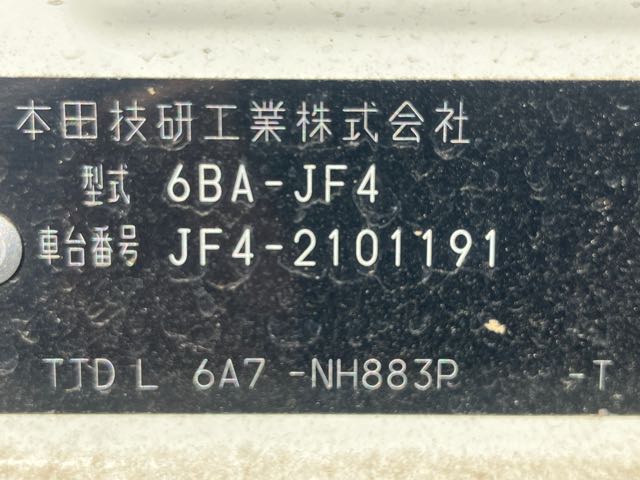 本田技研工業株式会社
型式 6BA-JF4
車台番号 JF4-2101191
TJD L 6A7 -NH883P -T